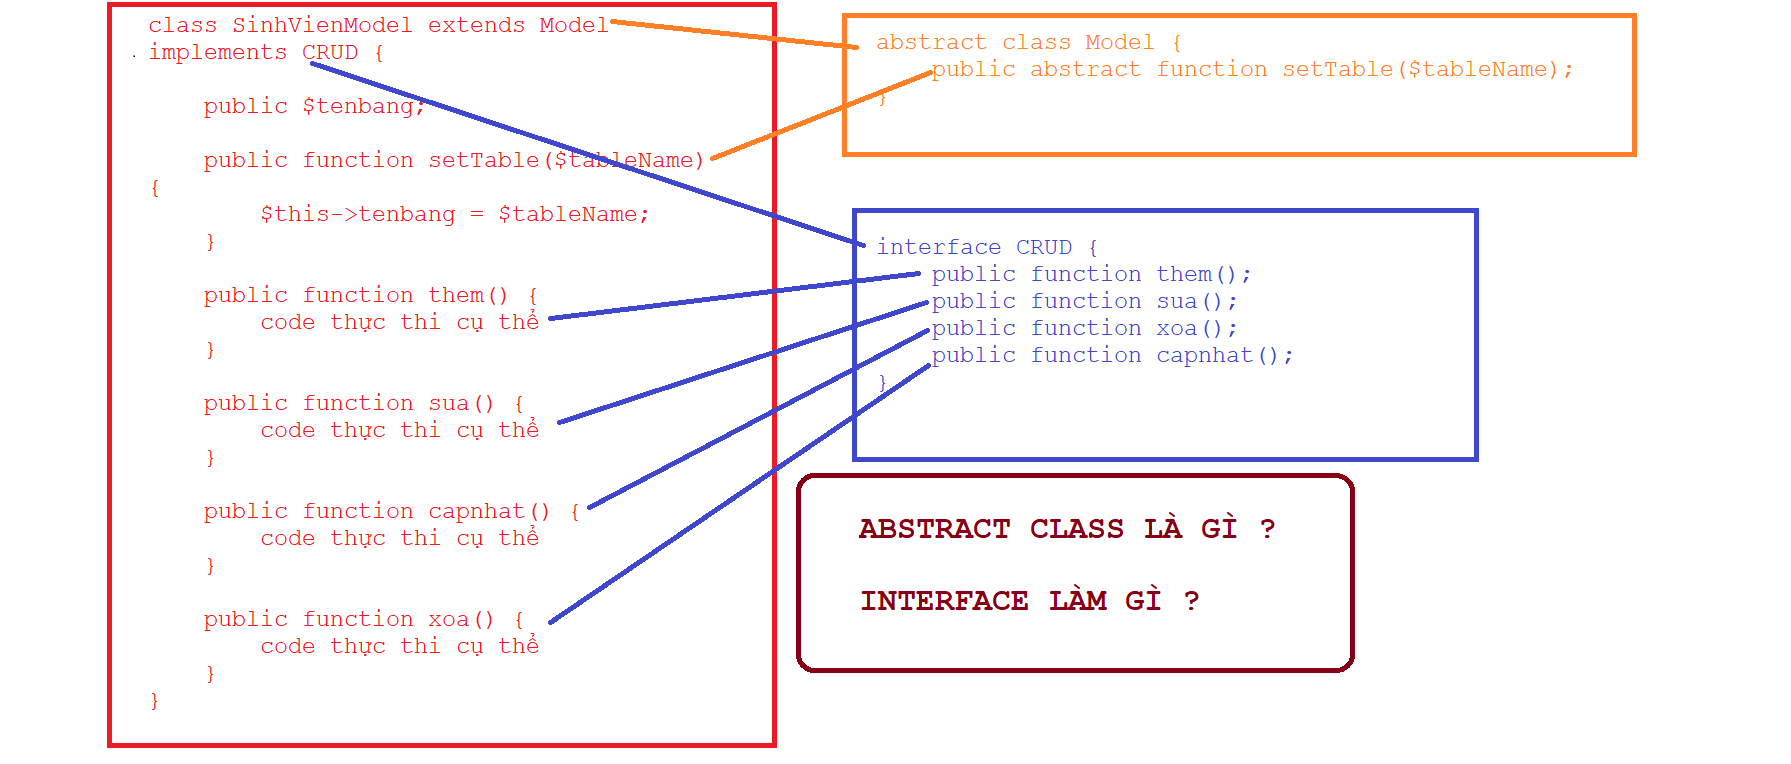 class SinhVienModel extends Model
implements CRUD {
public $tenbang;
public function setTable($tableName)
{
$this->tenbang = $tableName;
}
public function them() {
code thực thi cụ thể
}
public function sua() {
code thực thi cụ thể
}
public function capnhat() {
code thực thi cụ thể
}
public function xoa() {
code thực thi cụ thể
}
}
abstract class Model {
public abstract function setTable($tableName);
}
interface CRUD {
public function them();
public function sua();
public function xoa();
public function capnhat();
}
ABSTRACT CLASS LÀ GÌ ?
INTERFACE LÀM GÌ ?